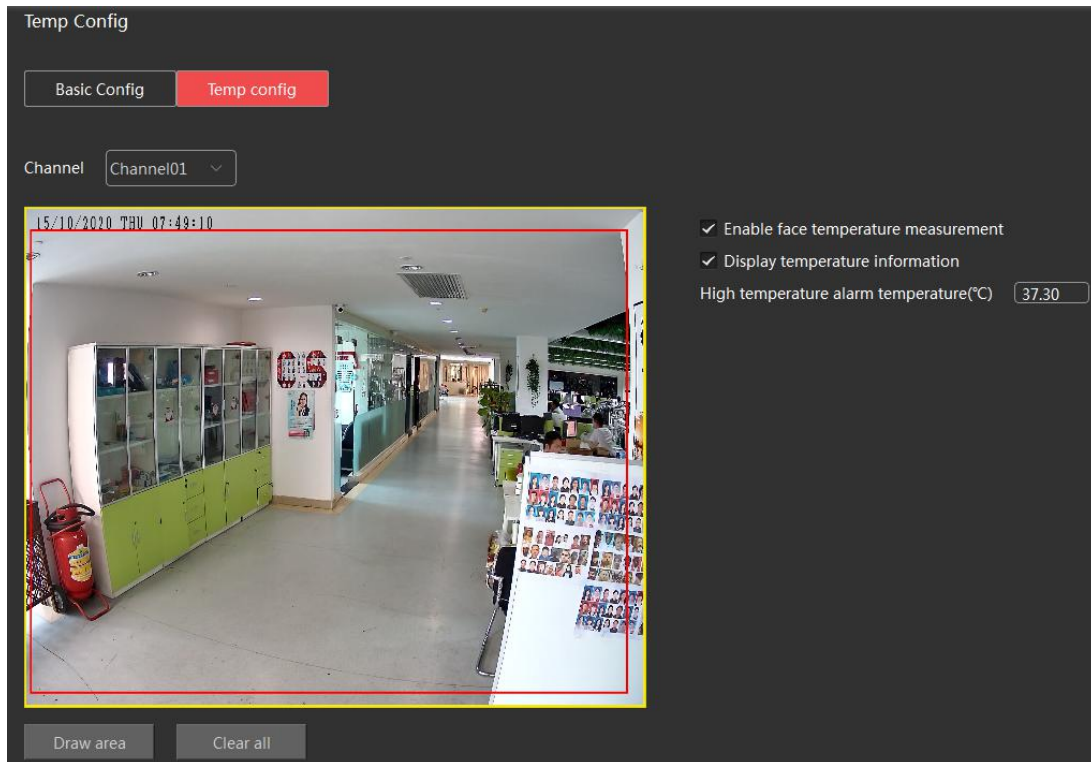 Temp Config
Basic Config
Temp config
Channel
Channel01
15/10/2020 THU 07:49:10
Enable face temperature measurement
Display temperature information
High temperature alarm temperature(℃)
37.30
Draw area
Clear all